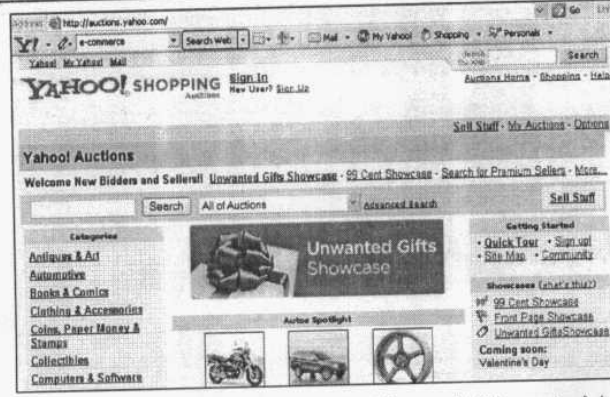 http://auctions.yahoo.com/ Go
Y! e-commerce Search Web Mail My Yahoo! Shopping Personals
Yahoo! My Yahoo! Mail Search
YAHOO! SHOPPING Auctions
Sign In
New User? Sign Up
Auctions Home - Shopping - Help
Sell Stuff - My Auctions - Options
Yahoo! Auctions
Welcome New Bidders and Sellers!! Unwanted Gifts Showcase - 99 Cent Showcase - Search for Premium Sellers - More...
Search All of Auctions Advanced Search Sell Stuff
Categories
Antiques & Art
Automotive
Books & Comics
Clothing & Accessories
Coins, Paper Money &
Stamps
Collectibles
Computers & Software
Unwanted Gifts
Showcase
Autos Spotlight
Getting Started
• Quick Tour • Sign up!
• Site Map • Community
Showcases (what's this?)
99 Cent Showcase
Front Page Showcase
Unwanted GiftsShowcase
Coming soon:
Valentine's Day